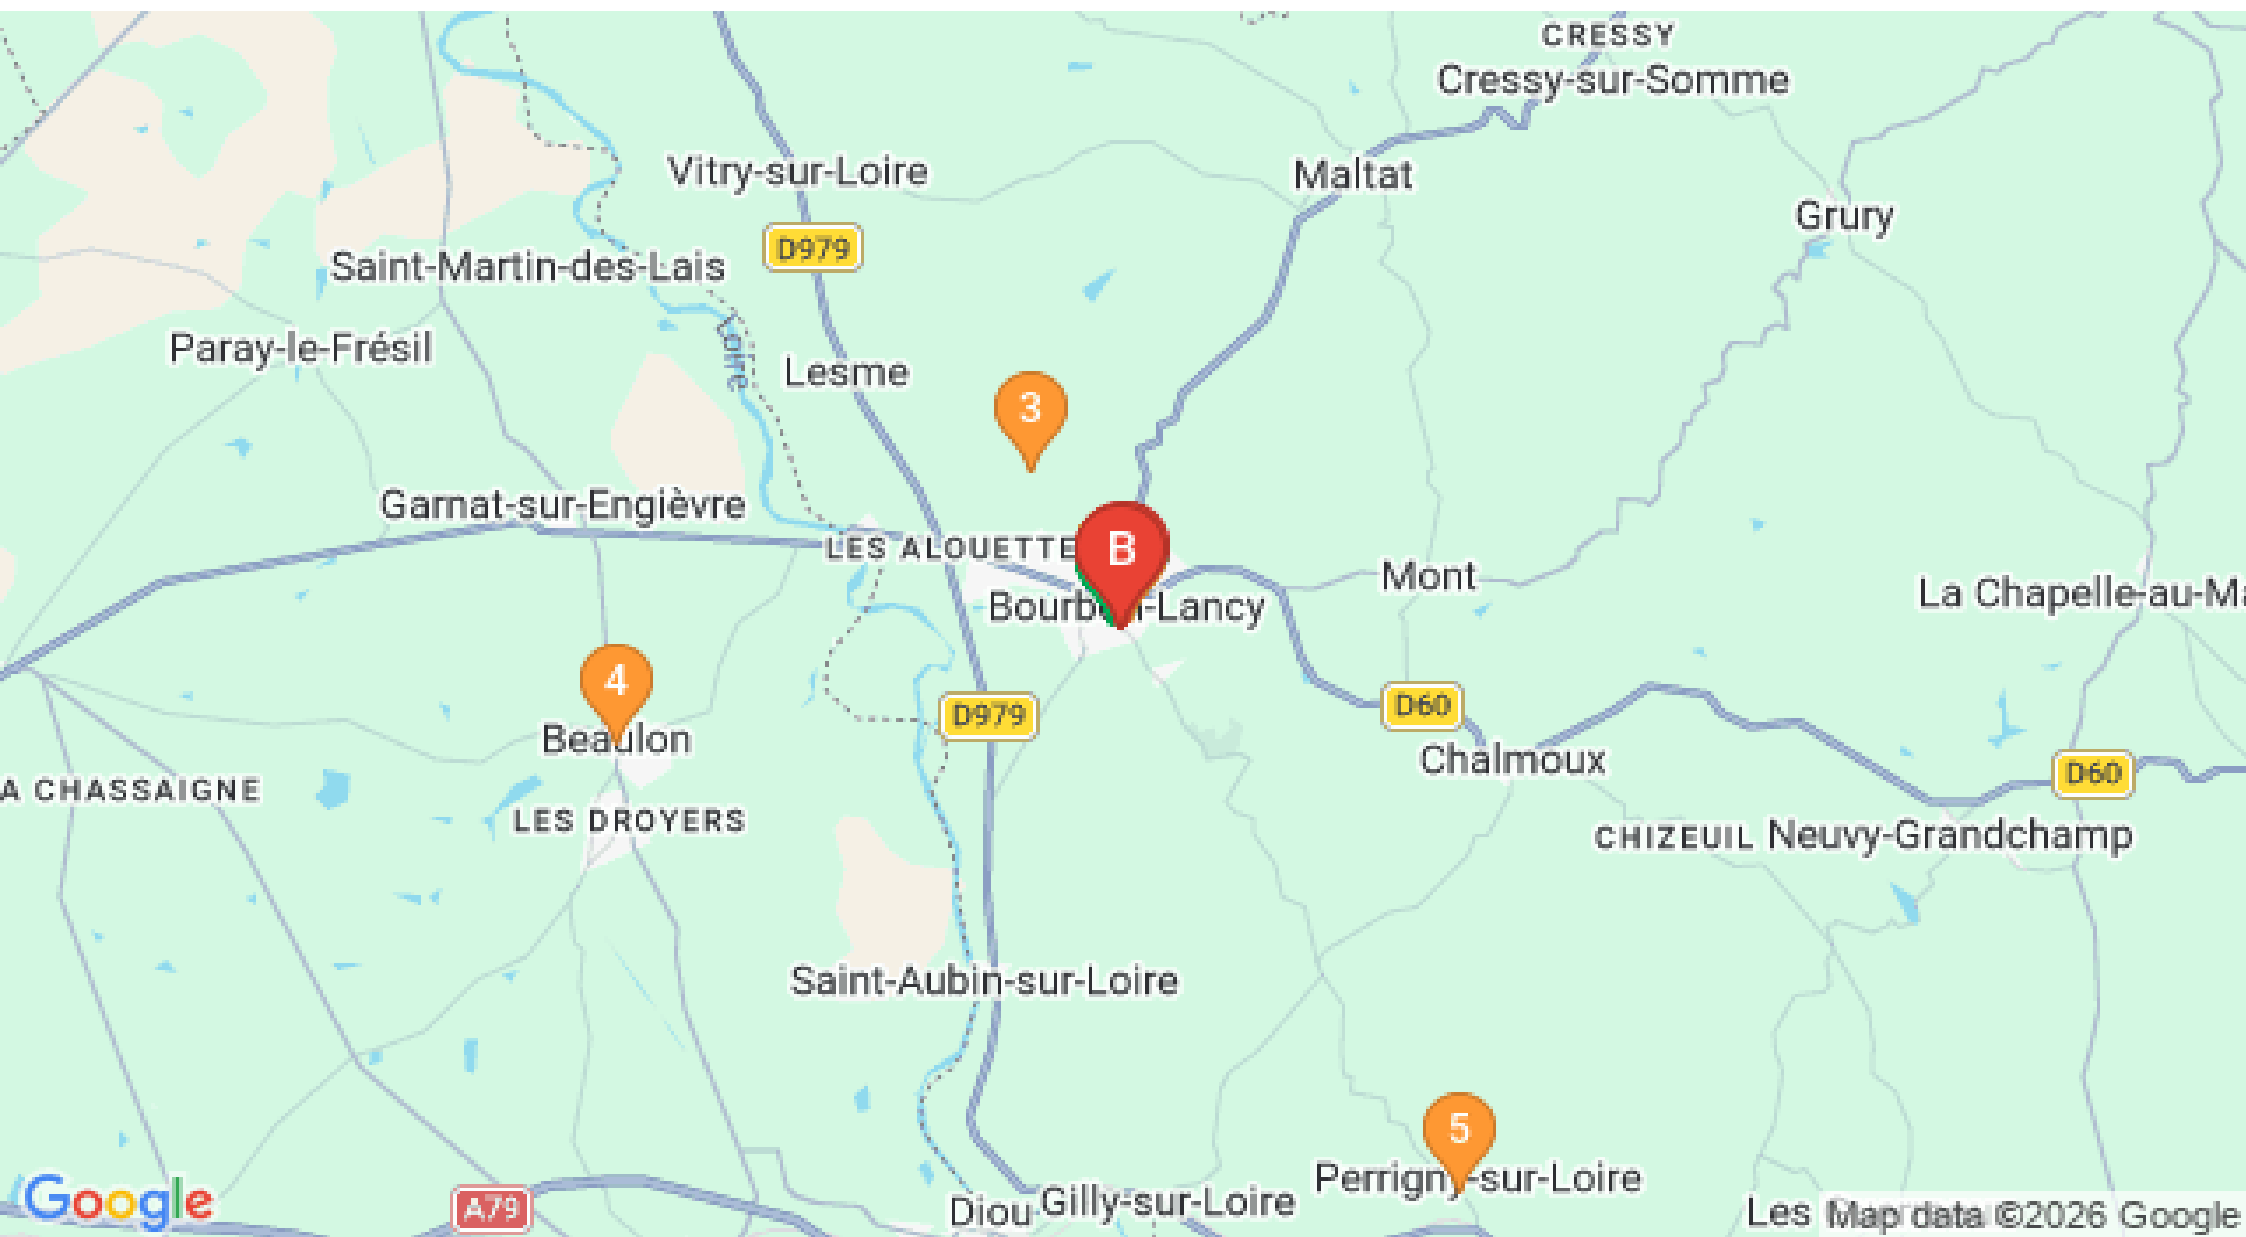 CRESSY
Cressy-sur-Somme
Vitry-sur-Loire
Maltat
Grury
D979
Saint-Martin-des-Lais
Loire
Paray-le-Frésil
Lesme
3
Garnat-sur-Engièvre
LES ALOUETTE
B
Mont
La Chapelle-au-Ma
Bourbon-Lancy
4
D979
D60
Beaulon
Chalmoux
D60
A CHASSAIGNE
LES DROYERS
CHIZEUIL
Neuvy-Grandchamp
Saint-Aubin-sur-Loire
5
Perrigny-sur-Loire
Google
A79
Diou
Gilly-sur-Loire
Les
Map data ©2026 Google